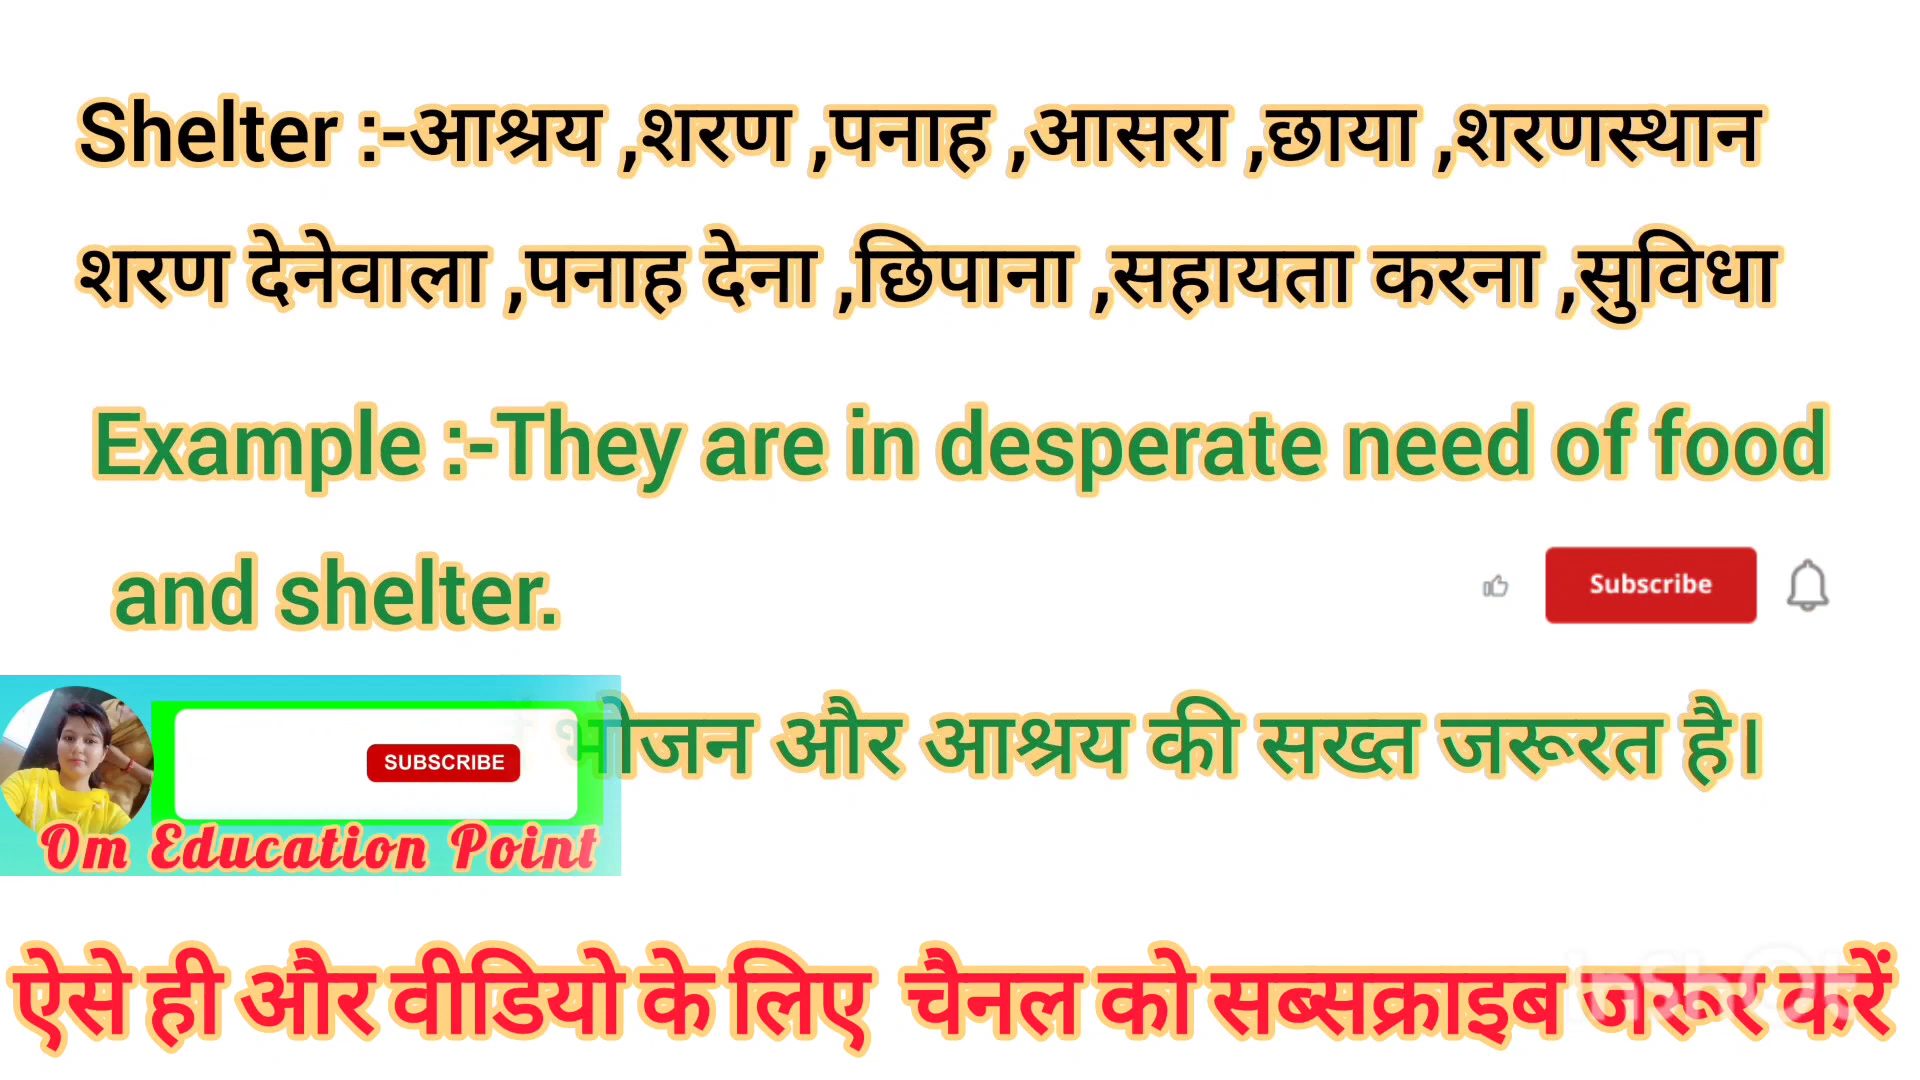 Shelter :-आश्रय ,शरण ,पनाह ,आसरा ,छाया ,शरणस्थान
शरण देनेवाला ,पनाह देना ,छिपाना ,सहायता करना ,सुविधा
Example :-They are in desperate need of food
and shelter.
Subscribe
भोजन और आश्रय की सख्त जरूरत है।
SUBSCRIBE
Om Education Point
ऐसे ही और वीडियो के लिए चैनल को सब्सक्राइब जरूर करें
InShOt